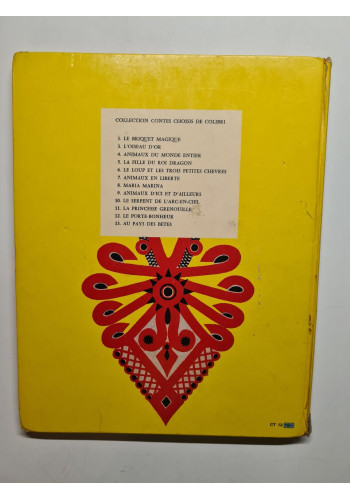 COLLECTION CONTES CHOISIS DE COLIBRI
1. LE BRIQUET MAGIQUE
3. L'OISEAU D'OR
4. ANIMAUX DU MONDE ENTIER
5. LA FILLE DU ROI DRAGON
6. LE LOUP ET LES TROIS PETITES CHEVRES
7. ANIMAUX EN LIBERTE
8. MARIA MARINA
9. ANIMAUX D'ICI ET D'AILLEURS
10. LE SERPENT DE L'ARC-EN-CIEL
11. LA PRINCESSE GRENOUILLE
12. LE PORTE-BONHEUR
13. AU PAYS DES BETES